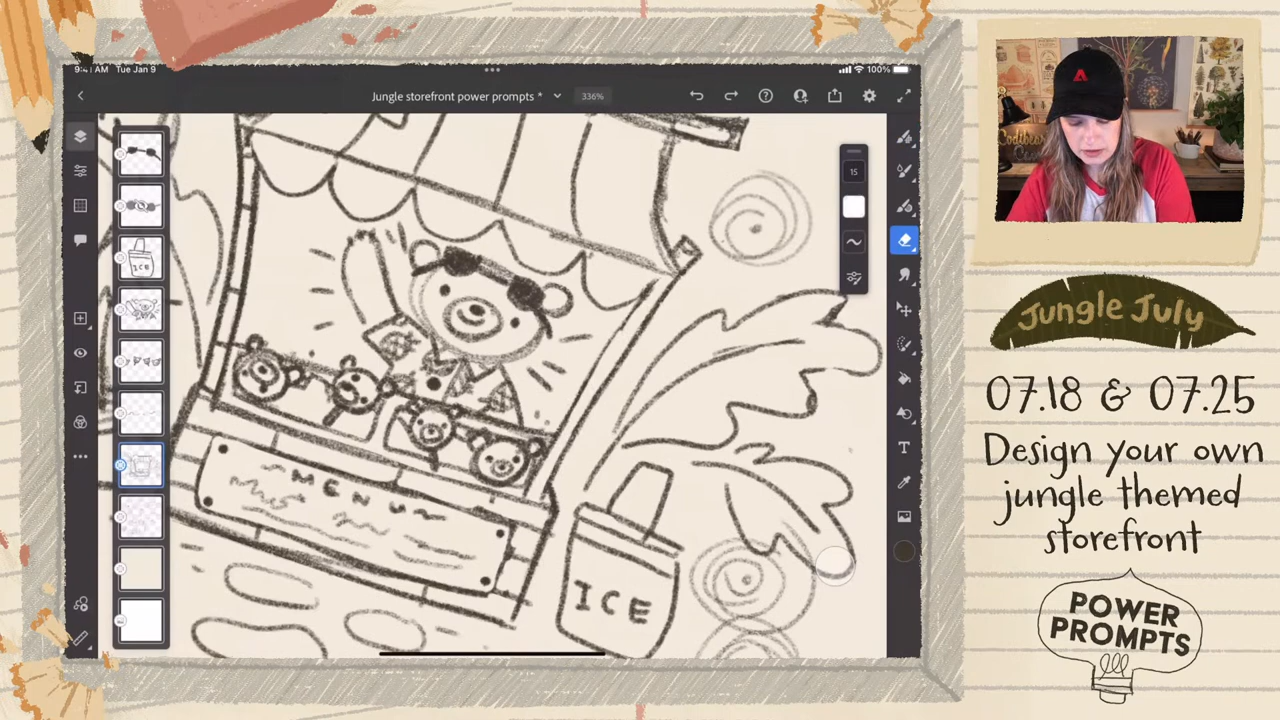 9:41 AM Tue Jan 9
100%
Jungle storefront power prompts *
336%
15
ICE
T
MENU
ICE
Jungle July
07.18 & 07.25
Design your own
jungle themed
storefront
POWER
PROMPTS